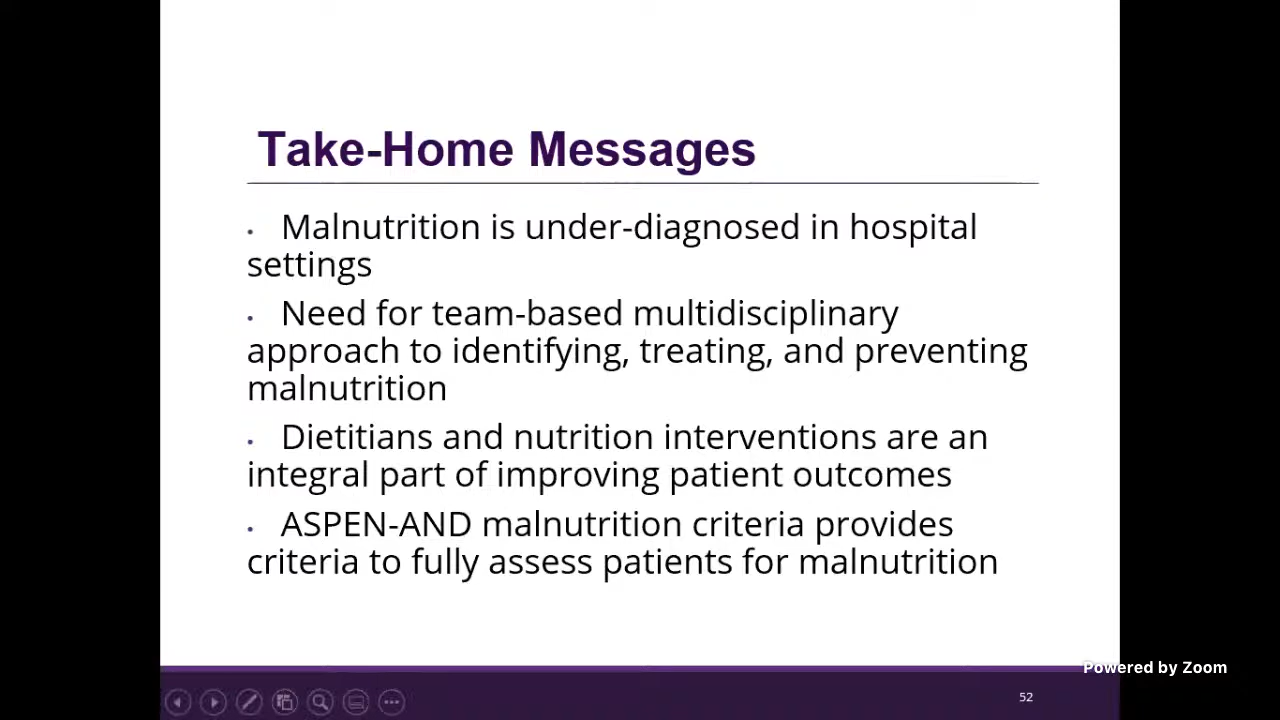 Take-Home Messages
• Malnutrition is under-diagnosed in hospital
settings
• Need for team-based multidisciplinary
approach to identifying, treating, and preventing
malnutrition
• Dietitians and nutrition interventions are an
integral part of improving patient outcomes
• ASPEN-AND malnutrition criteria provides
criteria to fully assess patients for malnutrition
Powered by Zoom
52